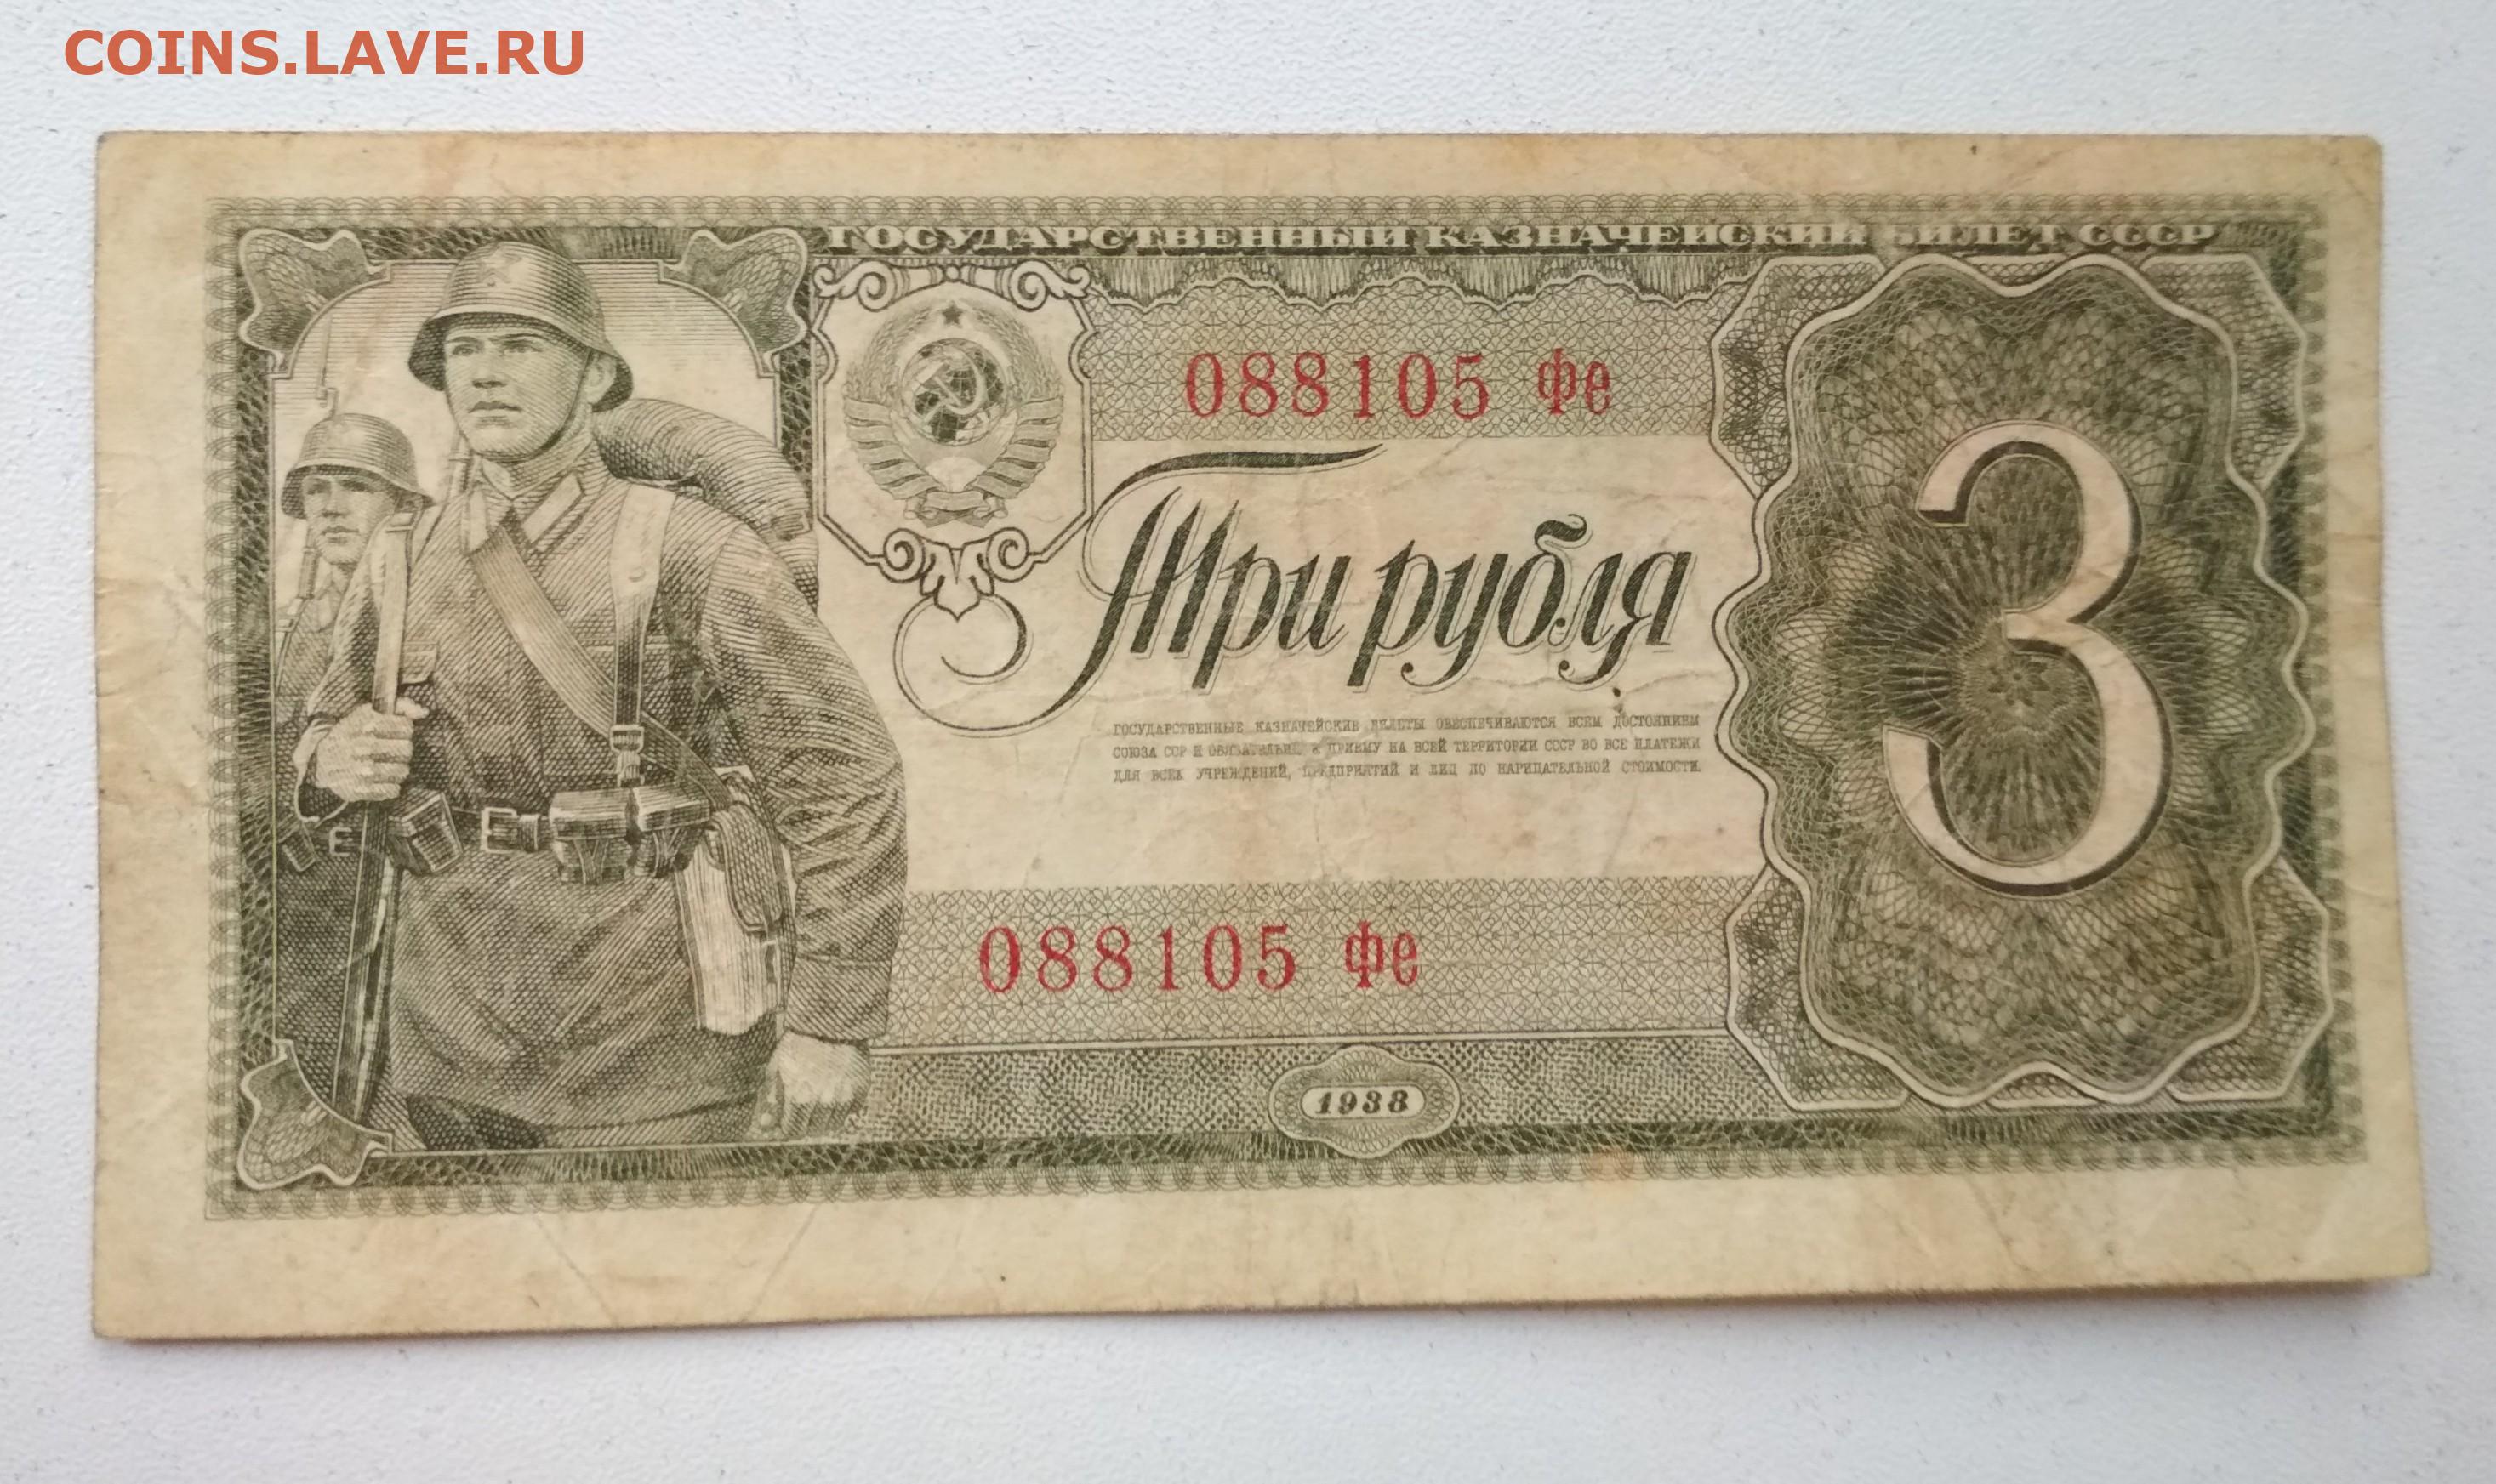 COINS.LAVE.RU
ГОСУДАРСТВЕННЫЙ КАЗНАЧЕЙСКИЙ БИЛЕТ СССР
088105 Фе
Три рубля
3
ГОСУДАРСТВЕННЫЕ КАЗНАЧЕЙСКИЕ БИЛЕТЫ ОБЕСПЕЧИВАЮТСЯ ВСЕМ ДОСТОЯНИЕМ
СОЮЗА ССР И ОБЯЗАТЕЛЬНЫ К ПРИЕМУ НА ВСЕЙ ТЕРРИТОРИИ СССР ВО ВСЕ ПЛАТЕЖИ
ДЛЯ ВСЕХ УЧРЕЖДЕНИЙ, ПРЕДПРИЯТИЙ И ЛИЦ ПО НАРИЦАТЕЛЬНОЙ СТОИМОСТИ.
088105 Фе
1938